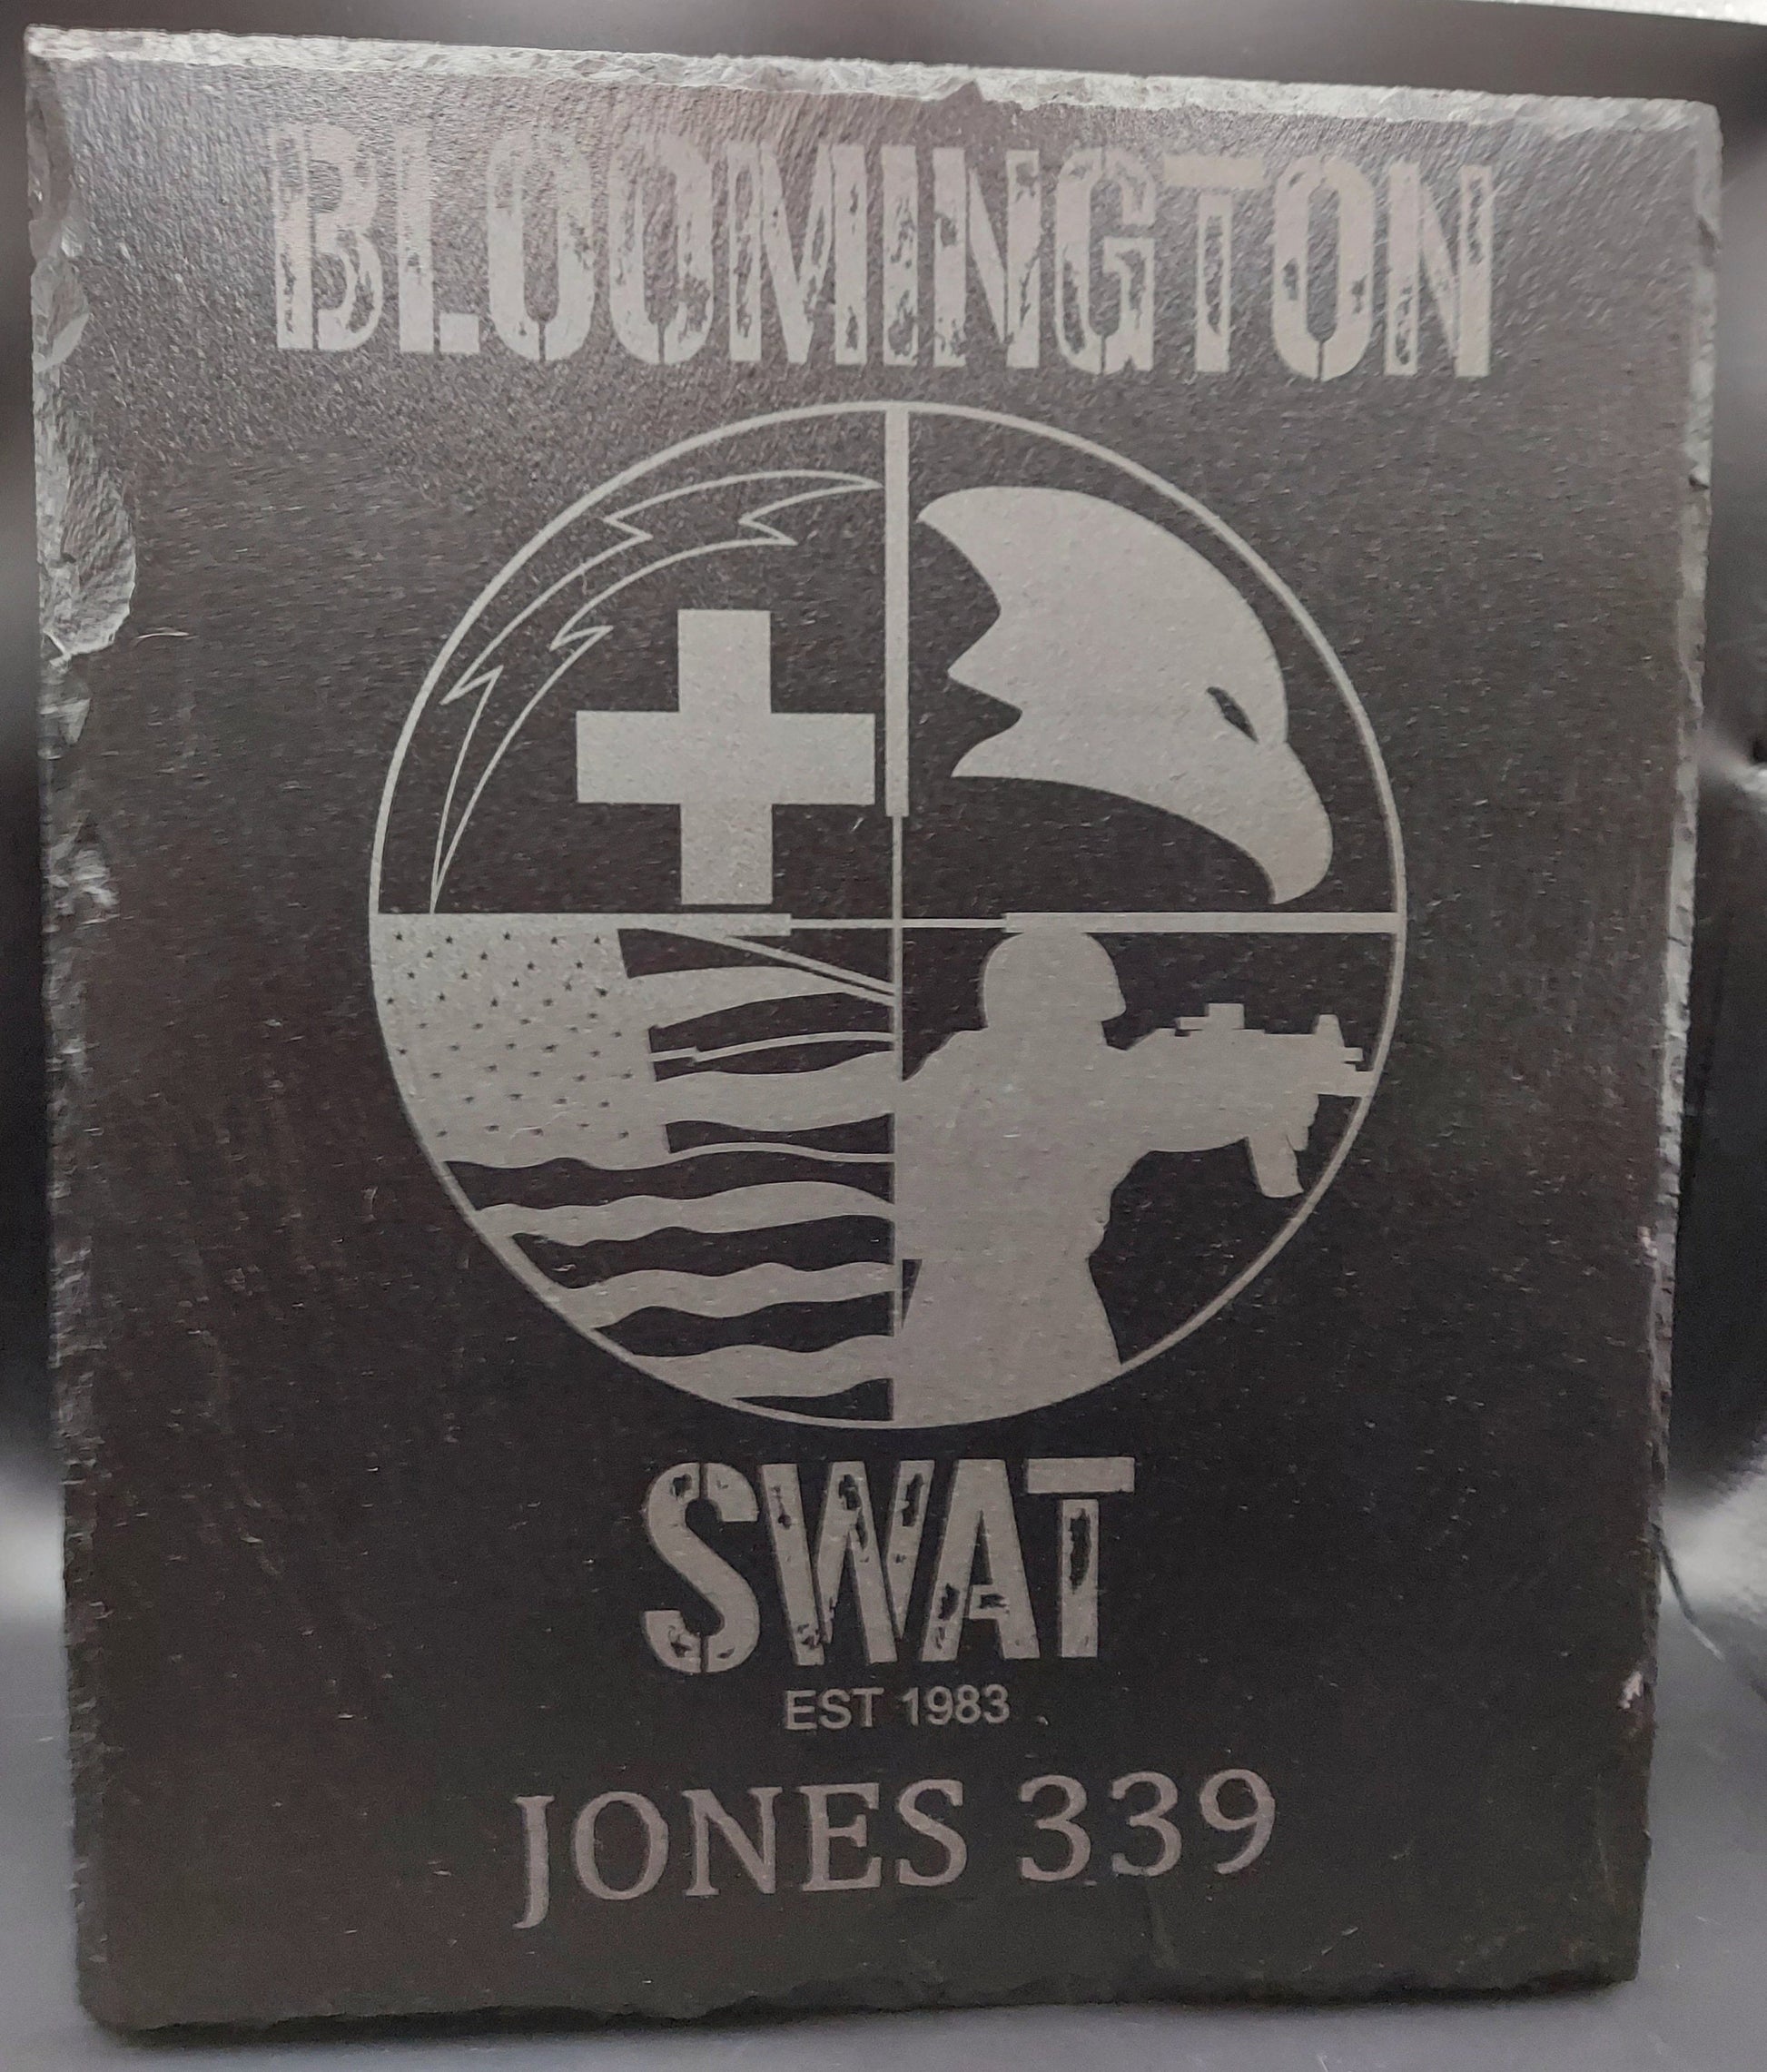 BLOOMINGTON
SWAT
EST 1983
JONES 339